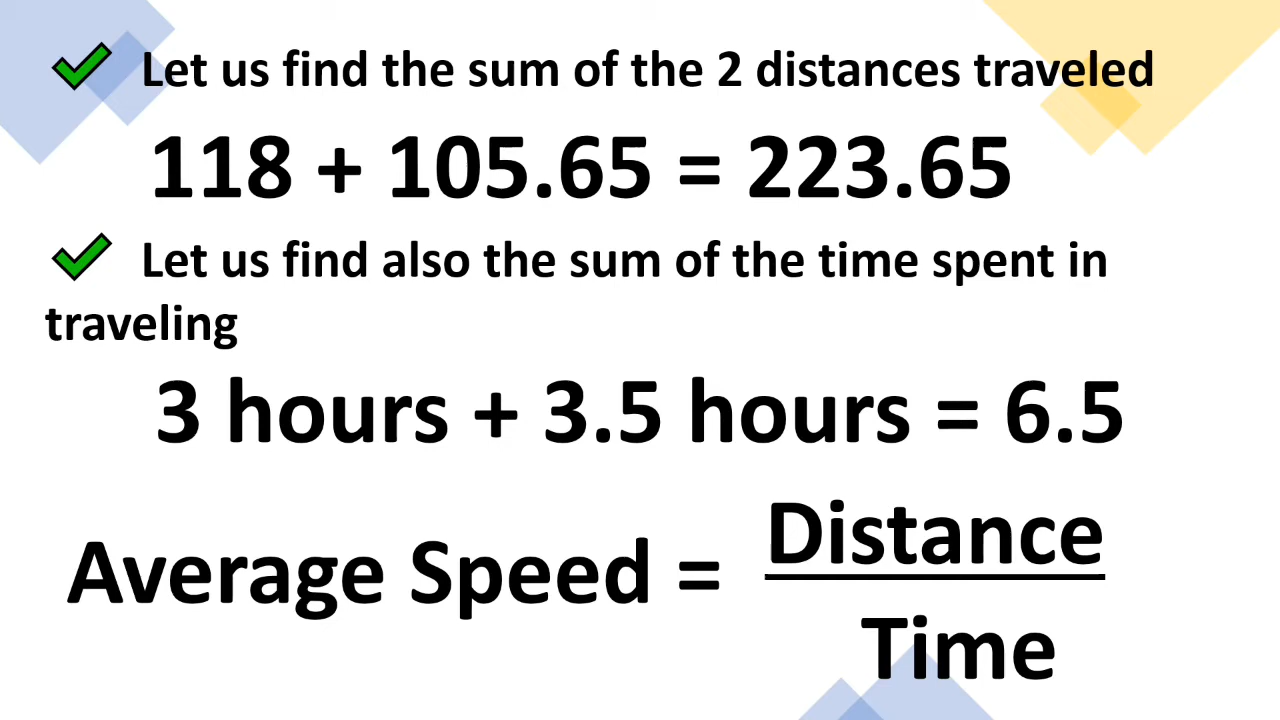 Let us find the sum of the 2 distances traveled
118 + 105.65 = 223.65
Let us find also the sum of the time spent in
traveling
3 hours + 3.5 hours = 6.5
Distance
Average Speed =
Time